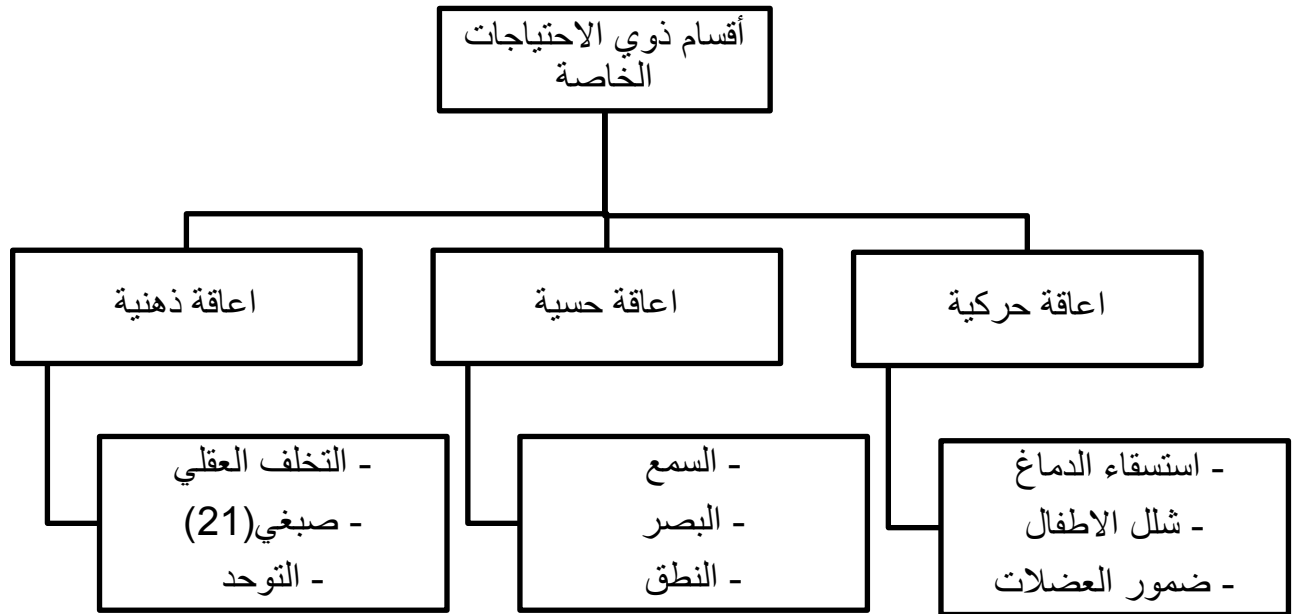 أقسام ذوي الاحتياجات
الخاصة
اعاقة حركية
اعاقة حسية
اعاقة ذهنية
- استسقاء الدماغ
- شلل الاطفال
- ضمور العضلات
- السمع
- البصر
- النطق
- التخلف العقلي
- صبغي(21)
- التوحد